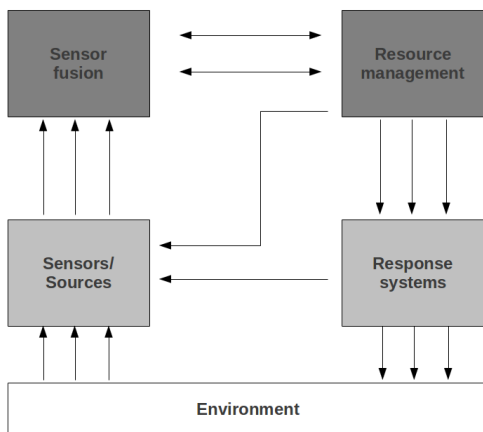 Sensor
fusion
Resource
management
Sensors/
Sources
Response
systems
Environment